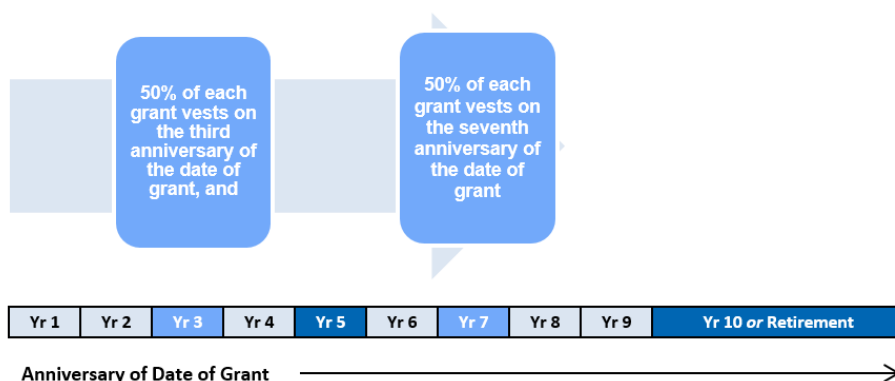 50% of each
grant vests on
the third
anniversary of
the date of
grant, and
50% of each
grant vests on
the seventh
anniversary of
the date of
grant
Yr 1 Yr 2 Yr 3 Yr 4 Yr 5 Yr 6 Yr 7 Yr 8 Yr 9 Yr 10 or Retirement
Anniversary of Date of Grant